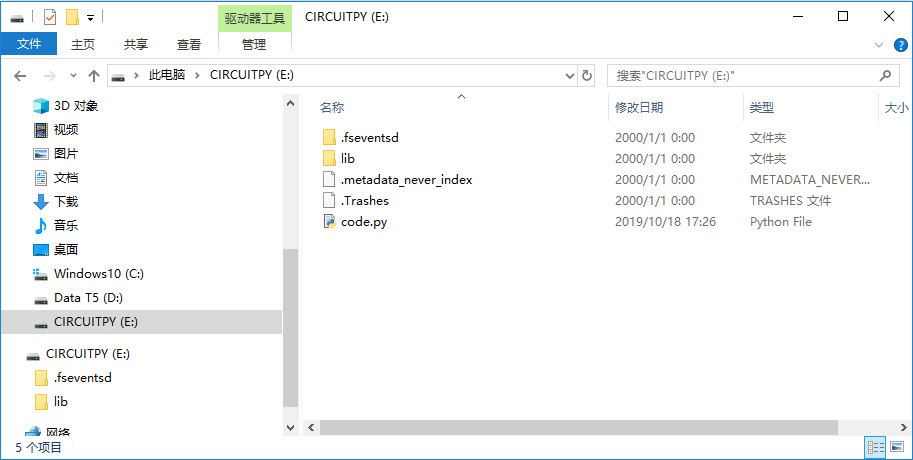 驱动器工具 CIRCUITPY (E:)
文件 主页 共享 查看 管理
此电脑 CIRCUITPY (E:) 搜索"CIRCUITPY (E:)"
3D 对象
视频
图片
文档
下载
音乐
桌面
Windows10 (C:)
Data T5 (D:)
CIRCUITPY (E:)
CIRCUITPY (E:)
.fseventsd
lib
网络
名称 修改日期 类型 大小
.fseventsd 2000/1/1 0:00 文件夹
lib 2000/1/1 0:00 文件夹
.metadata_never_index 2000/1/1 0:00 METADATA_NEVER...
.Trashes 2000/1/1 0:00 TRASHES 文件
code.py 2019/10/18 17:26 Python File
5 个项目